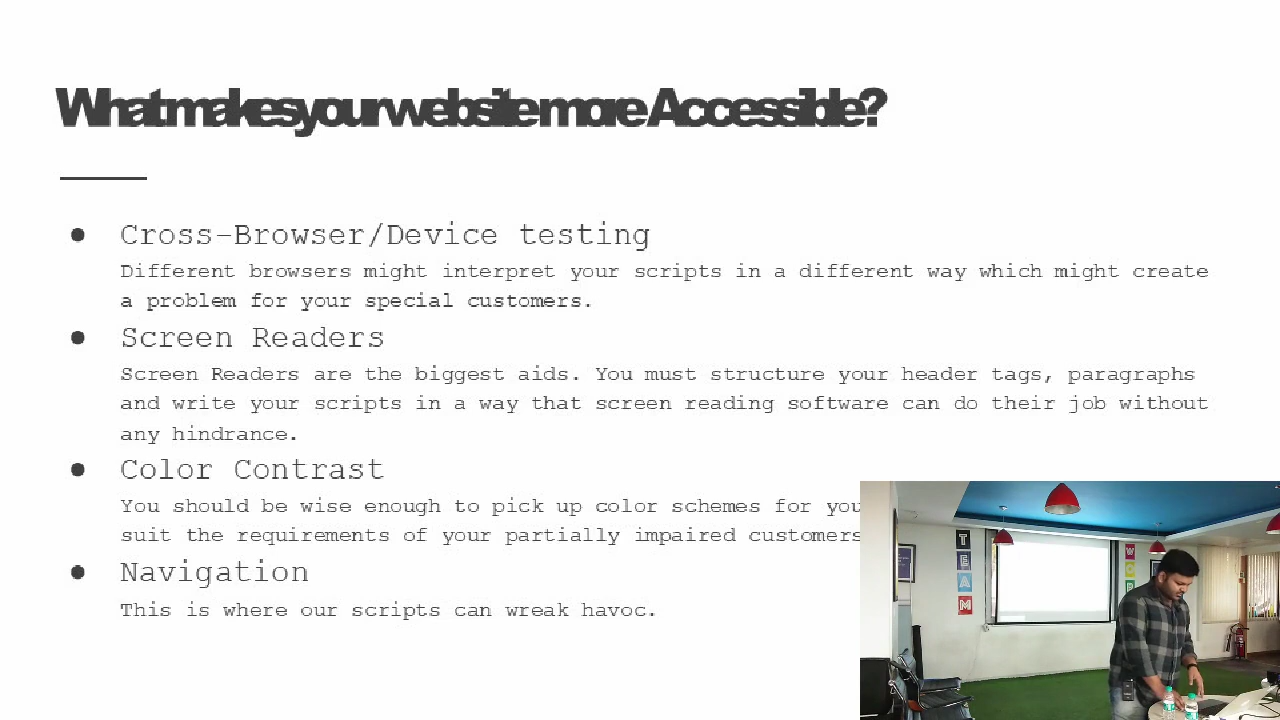 What makes your website more Accessible?
● Cross-Browser/Device testing
Different browsers might interpret your scripts in a different way which might create
a problem for your special customers.
● Screen Readers
Screen Readers are the biggest aids. You must structure your header tags, paragraphs
and write your scripts in a way that screen reading software can do their job without
any hindrance.
● Color Contrast
You should be wise enough to pick up color schemes for you
suit the requirements of your partially impaired customers
● Navigation
This is where our scripts can wreak havoc.
TEAM